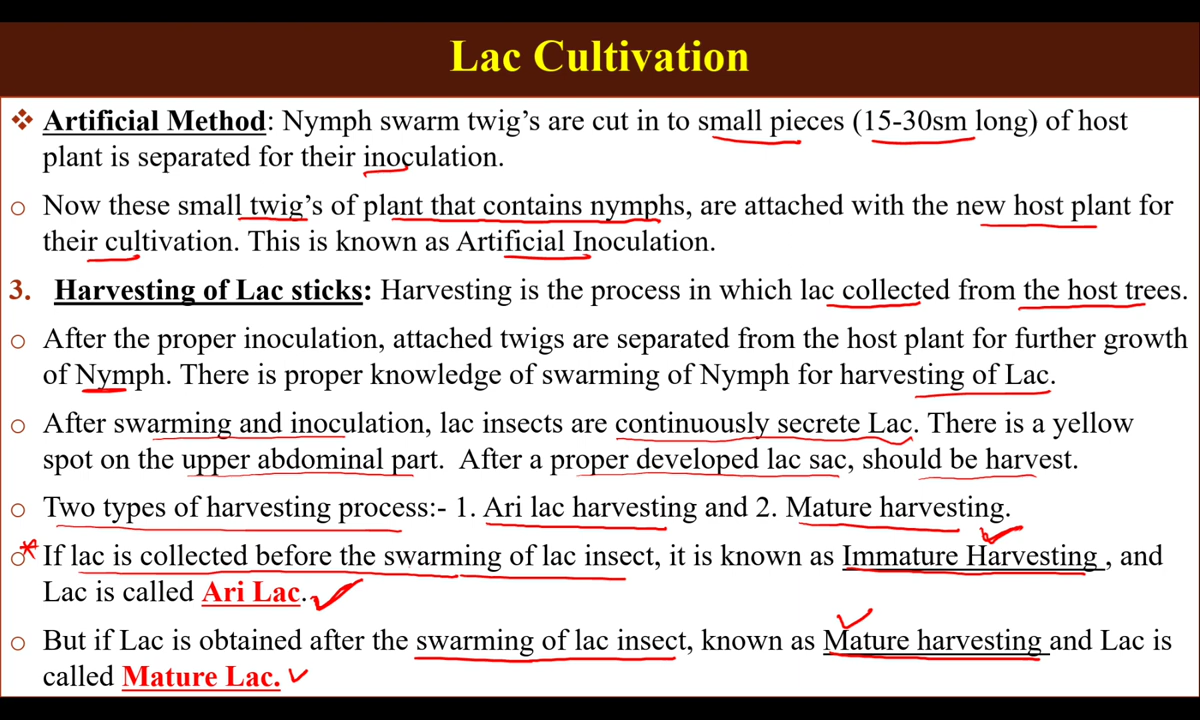 Lac Cultivation
❖ Artificial Method: Nymph swarm twig's are cut in to small pieces (15-30sm long) of host
plant is separated for their inoculation.
o Now these small twig's of plant that contains nymphs, are attached with the new host plant for
their cultivation. This is known as Artificial Inoculation.
3. Harvesting of Lac sticks: Harvesting is the process in which lac collected from the host trees.
o After the proper inoculation, attached twigs are separated from the host plant for further growth
of Nymph. There is proper knowledge of swarming of Nymph for harvesting of Lac.
o After swarming and inoculation, lac insects are continuously secrete Lac. There is a yellow
spot on the upper abdominal part. After a proper developed lac sac, should be harvest.
o Two types of harvesting process:- 1. Ari lac harvesting and 2. Mature harvesting.
o If lac is collected before the swarming of lac insect, it is known as Immature Harvesting , and
Lac is called Ari Lac.
o But if Lac is obtained after the swarming of lac insect, known as Mature harvesting and Lac is
called Mature Lac.